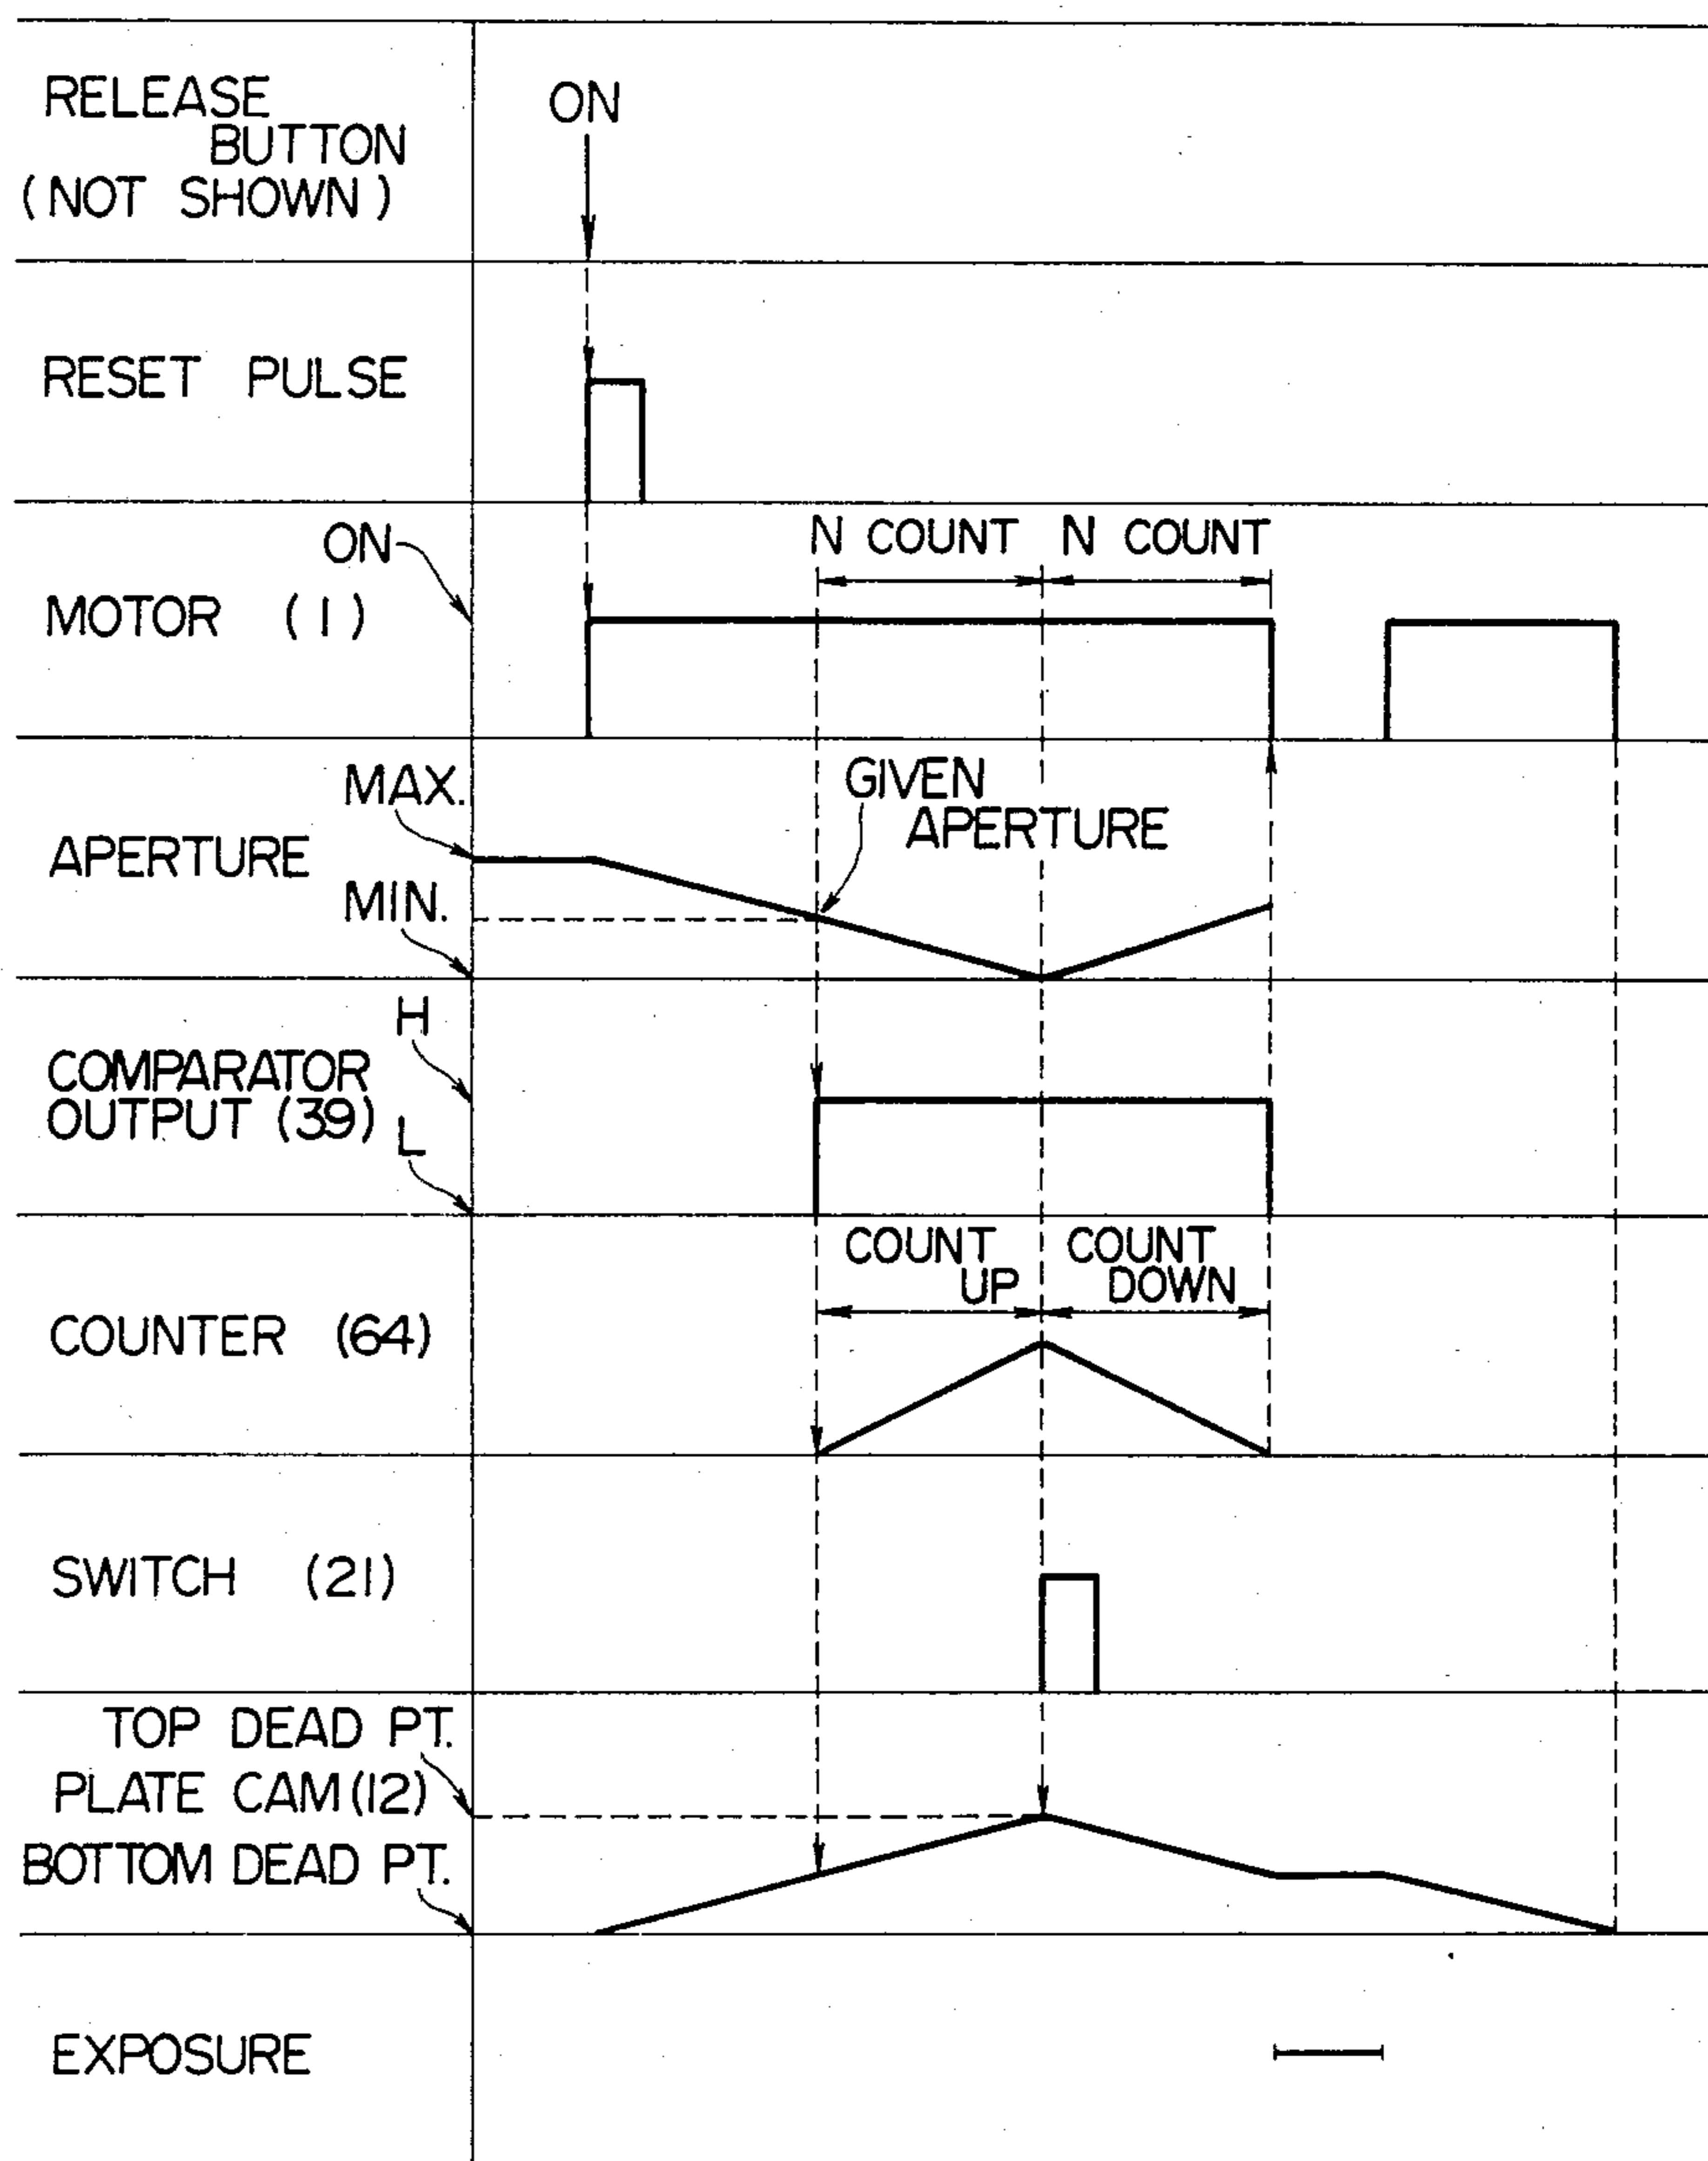 RELEASE
BUTTON
(NOT SHOWN)
ON
RESET PULSE
N COUNT N COUNT
ON
MOTOR (1)
MAX.
GIVEN
APERTURE
APERTURE
MIN.
H
COMPARATOR
OUTPUT (39)
L
COUNT
UP
COUNT
DOWN
COUNTER (64)
SWITCH (21)
TOP DEAD PT.
PLATE CAM (12)
BOTTOM DEAD PT.
EXPOSURE